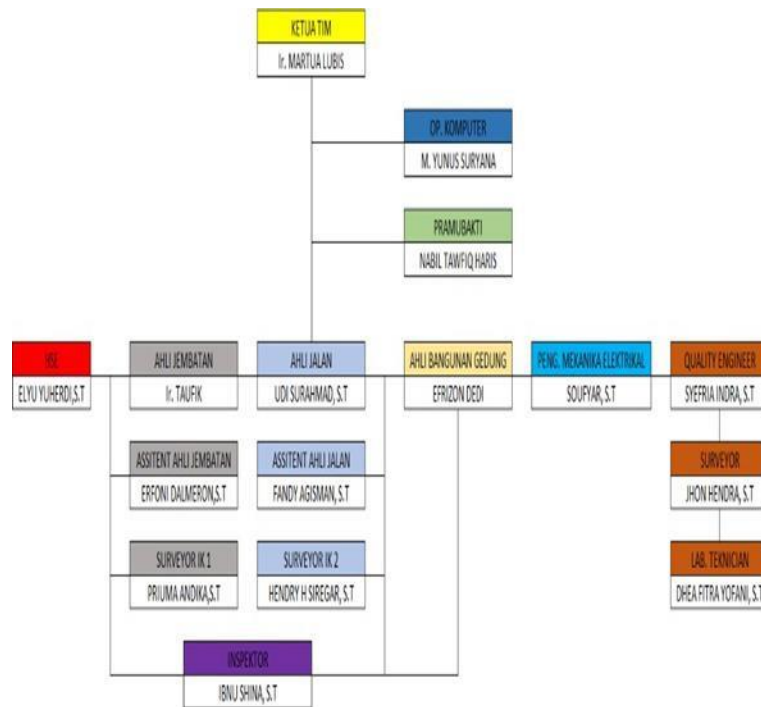 KETUA TIM
Ir. MARTUA LUBIS
OP. KOMPUTER
M. YUNUS SURYANA
PRAMUBAKTI
NABIL TAWFIQ HARIS
HSE
ELYU YUHERDI,S.T
AHLI JEMBATAN
Ir. TAUFIK
AHLI JALAN
UDI SURAHMAD, S.T
AHLI BANGUNAN GEDUNG
EFRIZON DEDI
PENG. MEKANIKA ELEKTRIKAL
SOUFYAR, S.T
QUALITY ENGINEER
SYEFRIA INDRA, S.T
ASSITENT AHLI JEMBATAN
ERFONI DALMERON,S.T
ASSITENT AHLI JALAN
FANDY AGISMAN, S.T
SURVEYOR
JHON HENDRA, S.T
SURVEYOR IK 1
PRIUMA ANDIKA,S.T
SURVEYOR IK 2
HENDRY H SIREGAR, S.T
LAB. TEKNICIAN
DHEA FITRA YOFANI, S.T
INSPEKTOR
IBNU SHINA, S.T